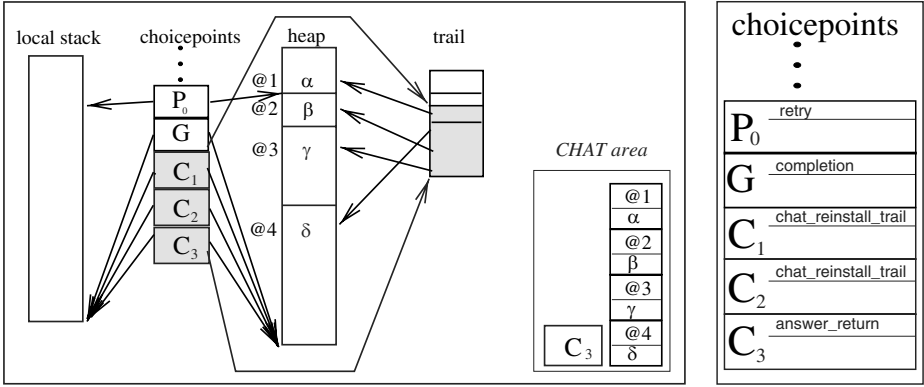 local stack
choicepoints
heap
trail
P0
G
C1
C2
C3
@1
α
@2
β
@3
γ
@4
δ
CHAT area
@1
α
@2
β
@3
γ
@4
δ
C3
choicepoints
P0 retry
G completion
C1 chat_reinstall_trail
C2 chat_reinstall_trail
C3 answer_return